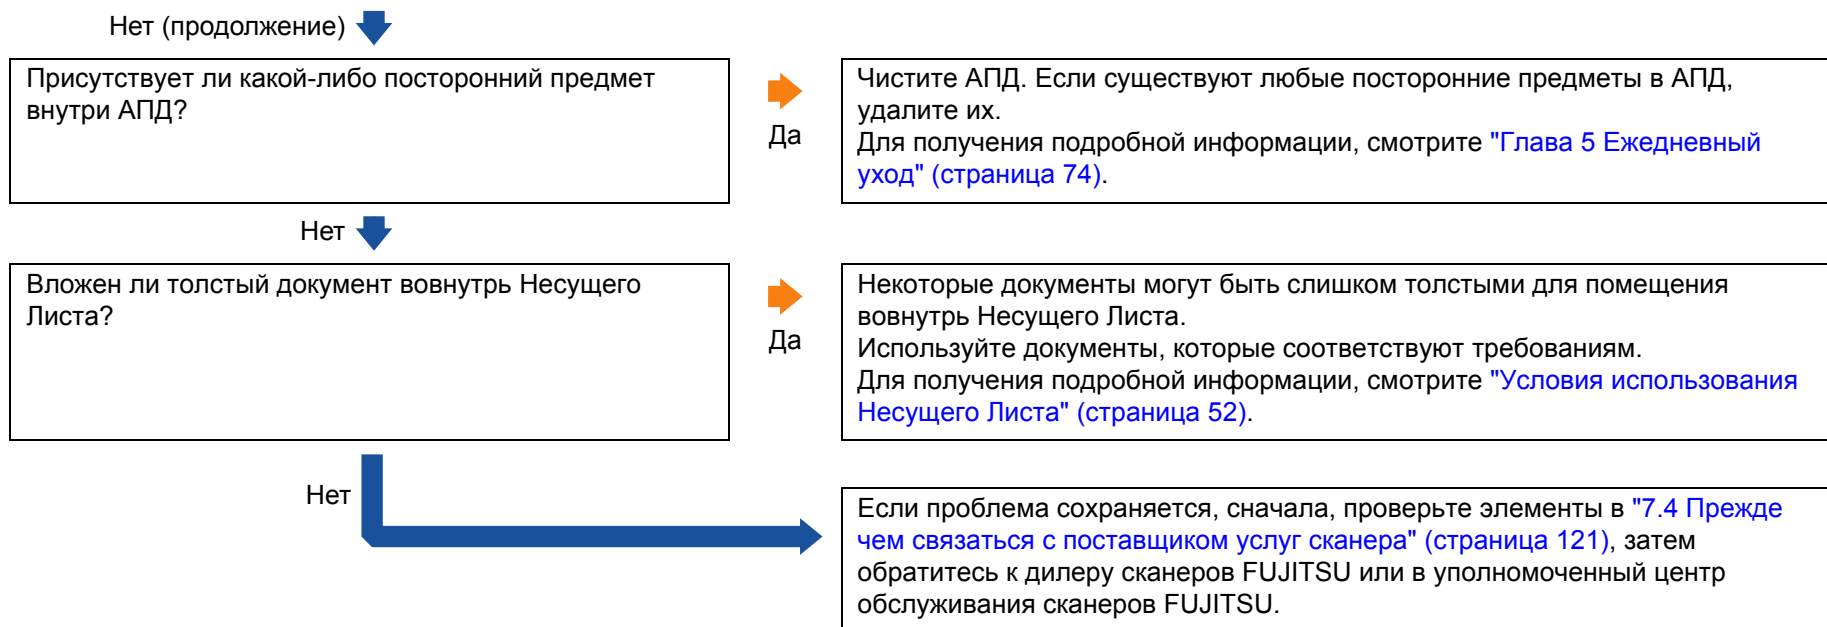 Нет (продолжение)
Присутствует ли какой-либо посторонний предмет
внутри АПД?
Да
Чистите АПД. Если существуют любые посторонние предметы в АПД,
удалите их.
Для получения подробной информации, смотрите "Глава 5 Ежедневный
уход" (страница 74).
Нет
Вложен ли толстый документ вовнутрь Несущего
Листа?
Да
Некоторые документы могут быть слишком толстыми для помещения
вовнутрь Несущего Листа.
Используйте документы, которые соответствуют требованиям.
Для получения подробной информации, смотрите "Условия использования
Несущего Листа" (страница 52).
Нет
Если проблема сохраняется, сначала, проверьте элементы в "7.4 Прежде
чем связаться с поставщиком услуг сканера" (страница 121), затем
обратитесь к дилеру сканеров FUJITSU или в уполномоченный центр
обслуживания сканеров FUJITSU.